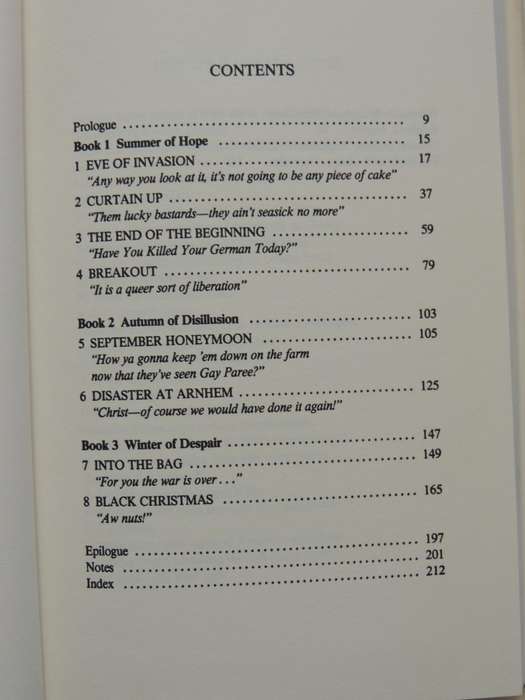 CONTENTS
Prologue ........................................ 9
Book 1 Summer of Hope ........................... 15
1 EVE OF INVASION ............................... 17
"Any way you look at it, it's not going to be any piece of cake"
2 CURTAIN UP .................................... 37
"Them lucky bastards—they ain't seasick no more"
3 THE END OF THE BEGINNING ...................... 59
"Have You Killed Your German Today?"
4 BREAKOUT ...................................... 79
"It is a queer sort of liberation"
Book 2 Autumn of Disillusion .................... 103
5 SEPTEMBER HONEYMOON ........................... 105
"How ya gonna keep 'em down on the farm
now that they've seen Gay Paree?"
6 DISASTER AT ARNHEM ............................ 125
"Christ—of course we would have done it again!"
Book 3 Winter of Despair ........................ 147
7 INTO THE BAG .................................. 149
"For you the war is over . . ."
8 BLACK CHRISTMAS ............................... 165
"Aw nuts!"
Epilogue ........................................ 197
Notes ........................................... 201
Index ........................................... 212